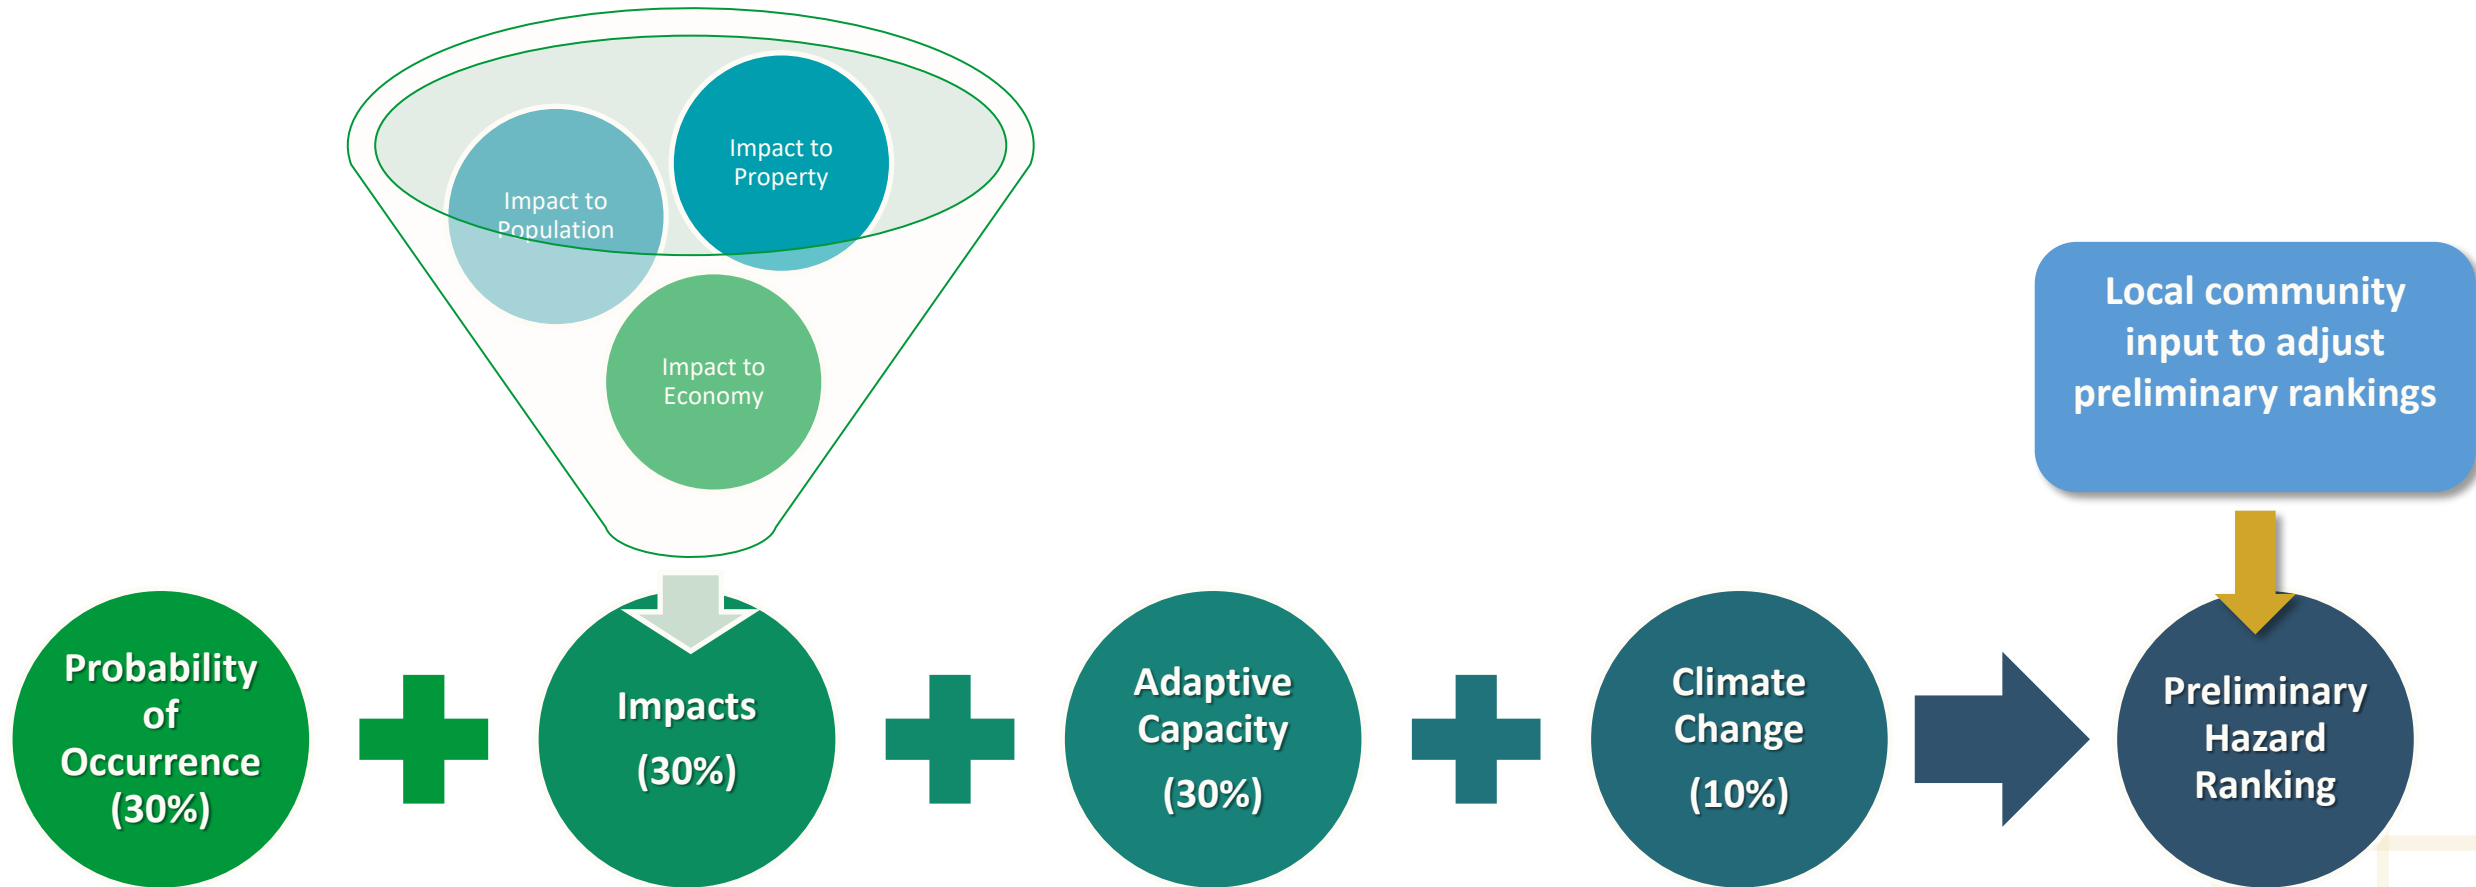 Impact to
Property
Impact to
Population
Impact to
Economy
Local community
input to adjust
preliminary rankings
Probability
of
Occurrence
(30%)
Impacts
(30%)
Adaptive
Capacity
(30%)
Climate
Change
(10%)
Preliminary
Hazard
Ranking